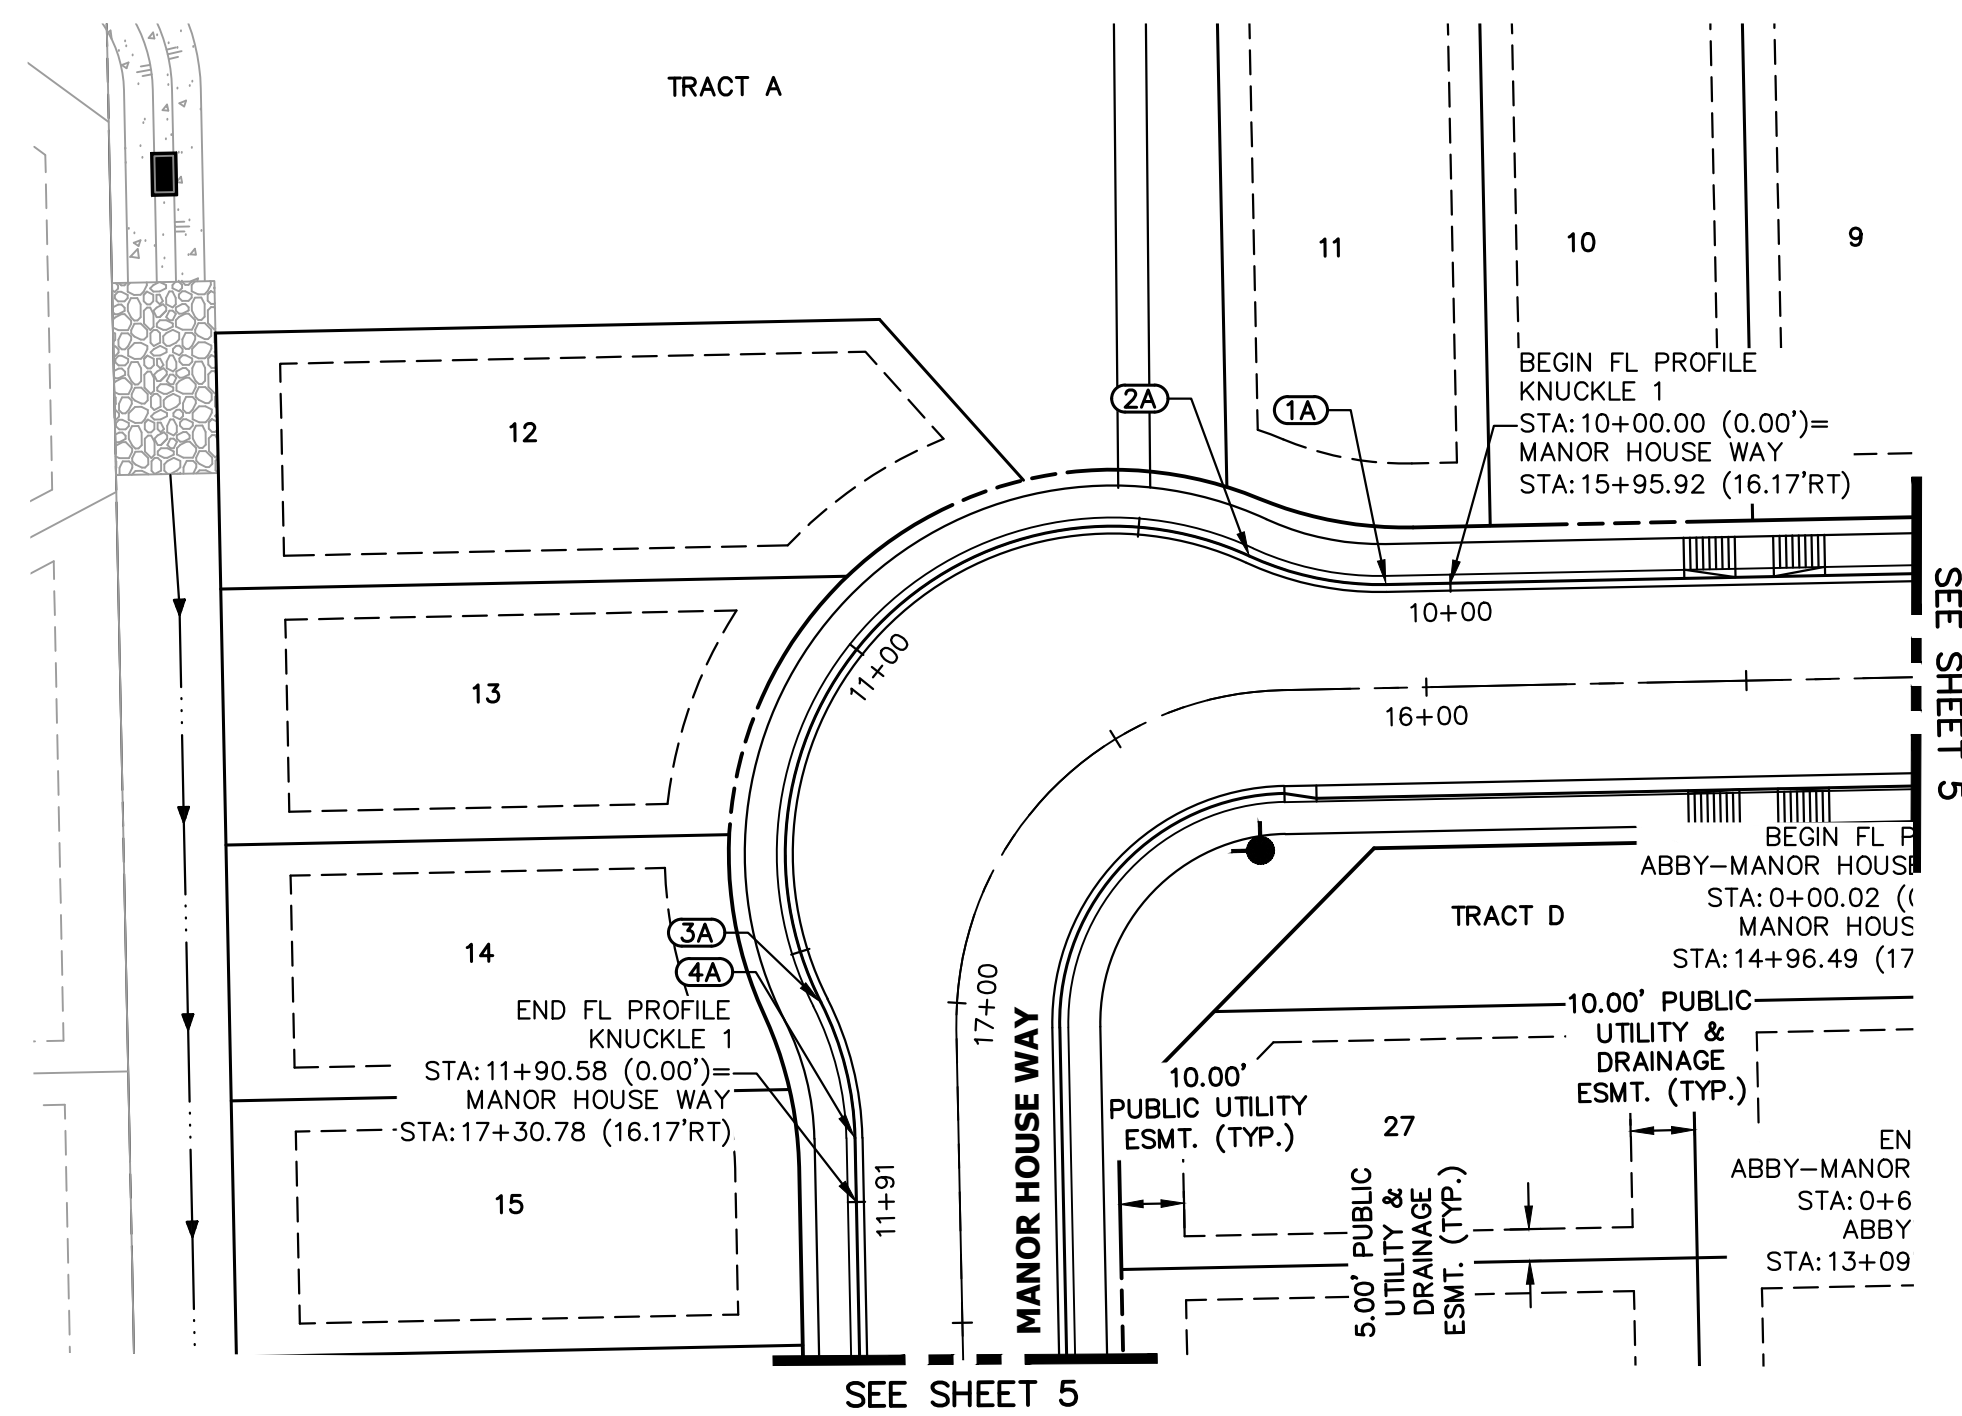 TRACT A
11
10
9
BEGIN FL PROFILE
KNUCKLE 1
STA:10+00.00 (0.00')=
MANOR HOUSE WAY
STA:15+95.92 (16.17'RT)
2A
1A
12
10+00
11+00
13
16+00
SEE SHEET 5
BEGIN FL P
ABBY-MANOR HOUSE
STA:0+00.02 (
MANOR HOUS
STA:14+96.49 (17
TRACT D
3A
14
4A
17+00
END FL PROFILE
KNUCKLE 1
STA:11+90.58 (0.00')=
MANOR HOUSE WAY
STA:17+30.78 (16.17'RT)
MANOR HOUSE WAY
10.00' PUBLIC
UTILITY &
DRAINAGE
ESMT. (TYP.)
10.00'
PUBLIC UTILITY
ESMT. (TYP.)
27
EN
ABBY-MANOR
STA:0+6
ABBY
STA:13+09
15
11+91
5.00' PUBLIC
UTILITY &
DRAINAGE
ESMT. (TYP.)
SEE SHEET 5